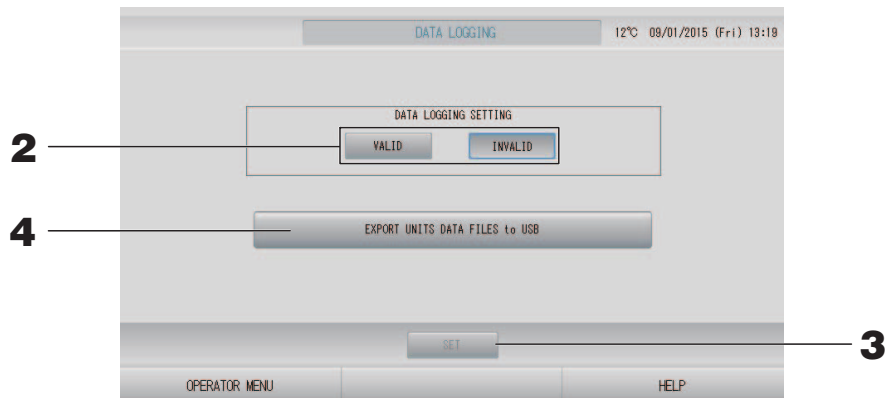 DATA LOGGING 12℃ 09/01/2015 (Fri) 13:19
DATA LOGGING SETTING
2 VALID INVALID
4 EXPORT UNITS DATA FILES to USB
SET 3
OPERATOR MENU HELP